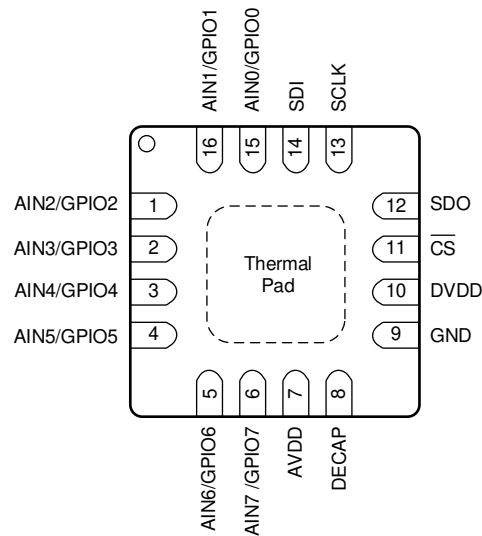 AIN1/GPIO1
AIN0/GPIO0
SDI
SCLK
16
15
14
13
AIN2/GPIO2
1
12
SDO
AIN3/GPIO3
2
11
C̅S̅
AIN4/GPIO4
3
10
DVDD
AIN5/GPIO5
4
9
GND
Thermal
Pad
5
6
7
8
AIN6/GPIO6
AIN7 /GPIO7
AVDD
DECAP